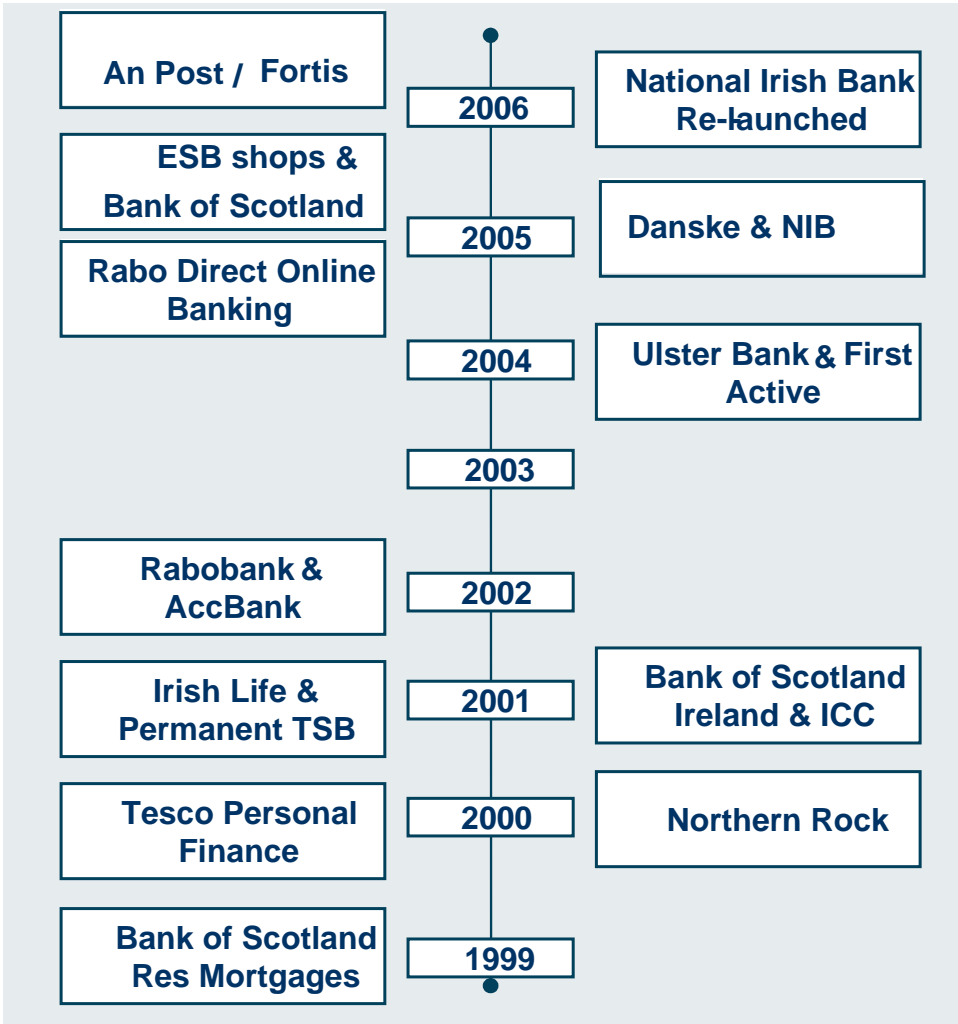 An Post / Fortis
2006
National Irish Bank
Re-launched
ESB shops &
Bank of Scotland
2005
Danske & NIB
Rabo Direct Online
Banking
2004
Ulster Bank & First
Active
2003
Rabobank &
AccBank
2002
Irish Life &
Permanent TSB
2001
Bank of Scotland
Ireland & ICC
Tesco Personal
Finance
2000
Northern Rock
Bank of Scotland
Res Mortgages
1999